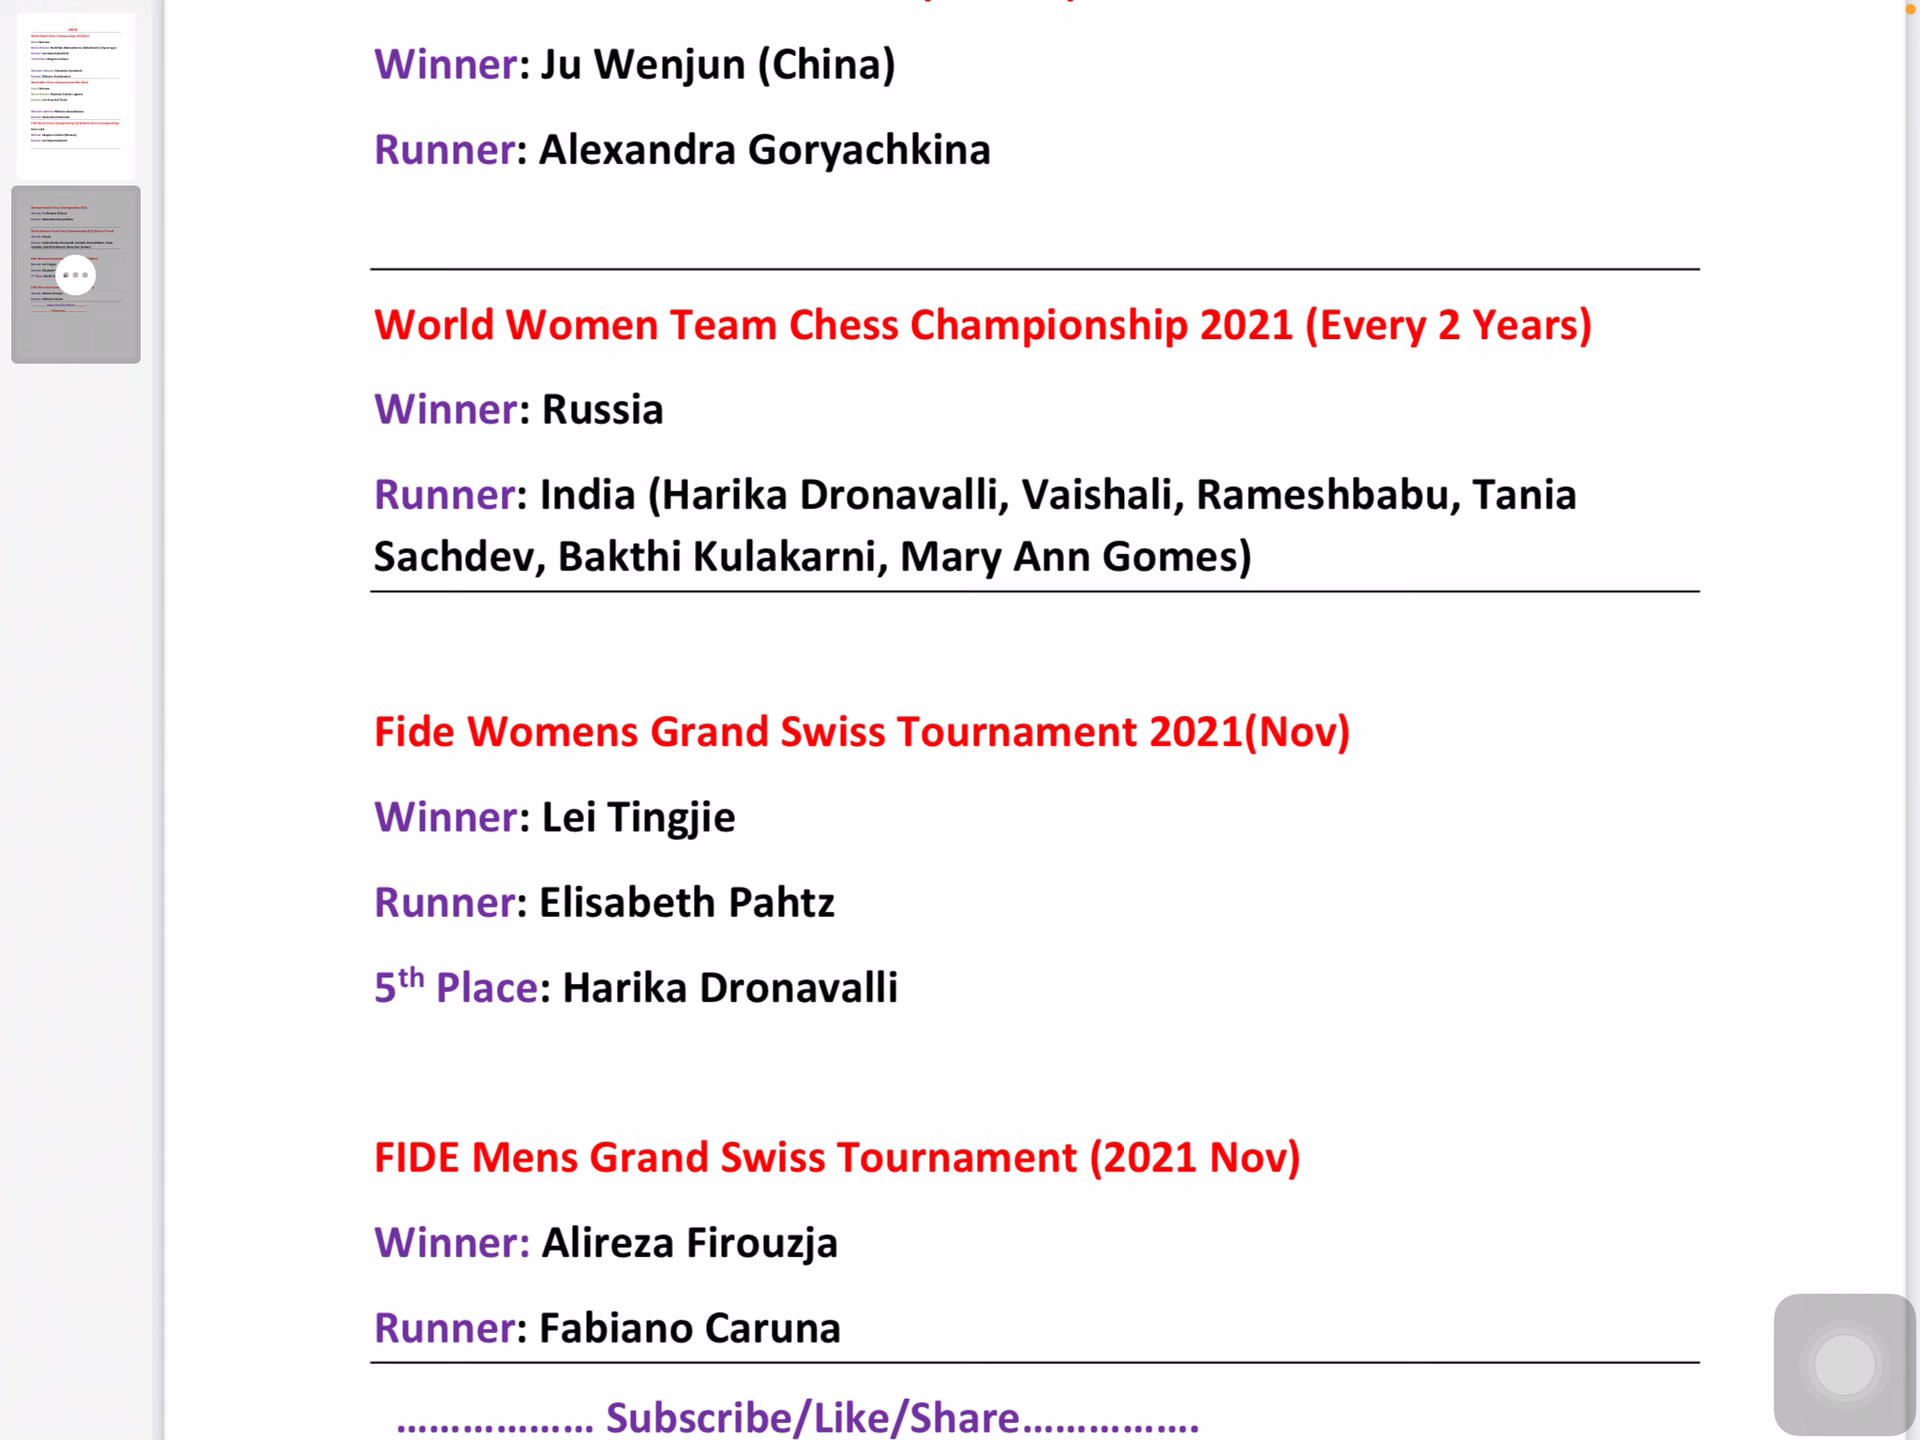 Winner: Ju Wenjun (China)
Runner: Alexandra Goryachkina
World Women Team Chess Championship 2021 (Every 2 Years)
Winner: Russia
Runner: India (Harika Dronavalli, Vaishali, Rameshbabu, Tania
Sachdev, Bakthi Kulakarni, Mary Ann Gomes)
Fide Womens Grand Swiss Tournament 2021(Nov)
Winner: Lei Tingjie
Runner: Elisabeth Pahtz
5th Place: Harika Dronavalli
FIDE Mens Grand Swiss Tournament (2021 Nov)
Winner: Alireza Firouzja
Runner: Fabiano Caruna
.................. Subscribe/Like/Share................